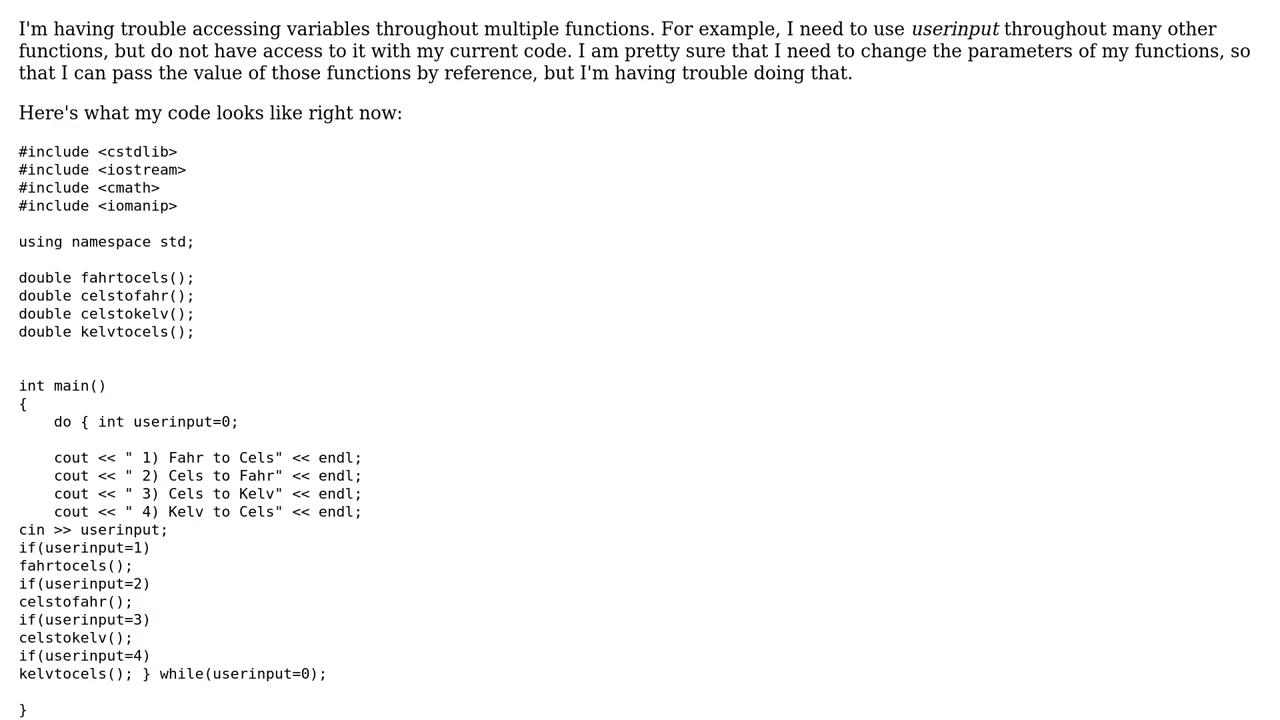 I'm having trouble accessing variables throughout multiple functions. For example, I need to use userinput throughout many other
functions, but do not have access to it with my current code. I am pretty sure that I need to change the parameters of my functions, so
that I can pass the value of those functions by reference, but I'm having trouble doing that.
Here's what my code looks like right now:
#include <cstdlib>
#include <iostream>
#include <cmath>
#include <iomanip>
using namespace std;
double fahrtocels();
double celstofahr();
double celstokelv();
double kelvtocels();
int main()
{
    do { int userinput=0;
    cout << " 1) Fahr to Cels" << endl;
    cout << " 2) Cels to Fahr" << endl;
    cout << " 3) Cels to Kelv" << endl;
    cout << " 4) Kelv to Cels" << endl;
cin >> userinput;
if(userinput=1)
fahrtocels();
if(userinput=2)
celstofahr();
if(userinput=3)
celstokelv();
if(userinput=4)
kelvtocels(); } while(userinput=0);
}